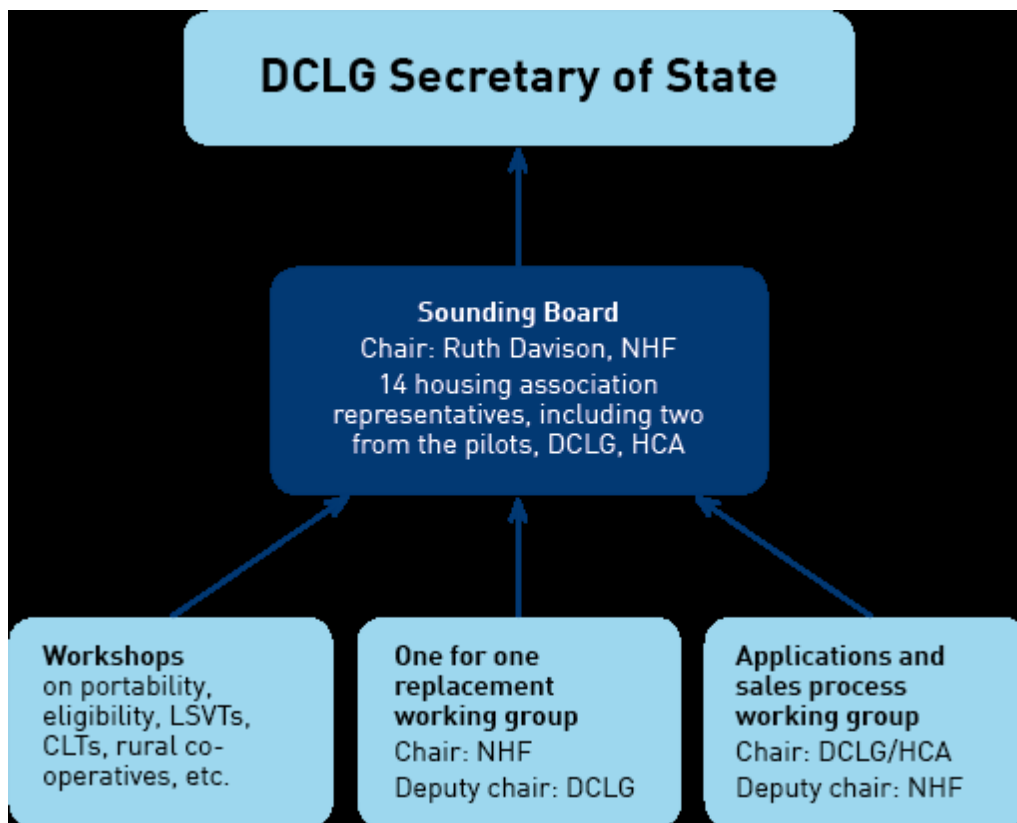 DCLG Secretary of State
Sounding Board
Chair: Ruth Davison, NHF
14 housing association
representatives, including two
from the pilots, DCLG, HCA
Workshops
on portability,
eligibility, LSVTs,
CLTs, rural co-
operatives, etc.
One for one
replacement
working group
Chair: NHF
Deputy chair: DCLG
Applications and
sales process
working group
Chair: DCLG/HCA
Deputy chair: NHF